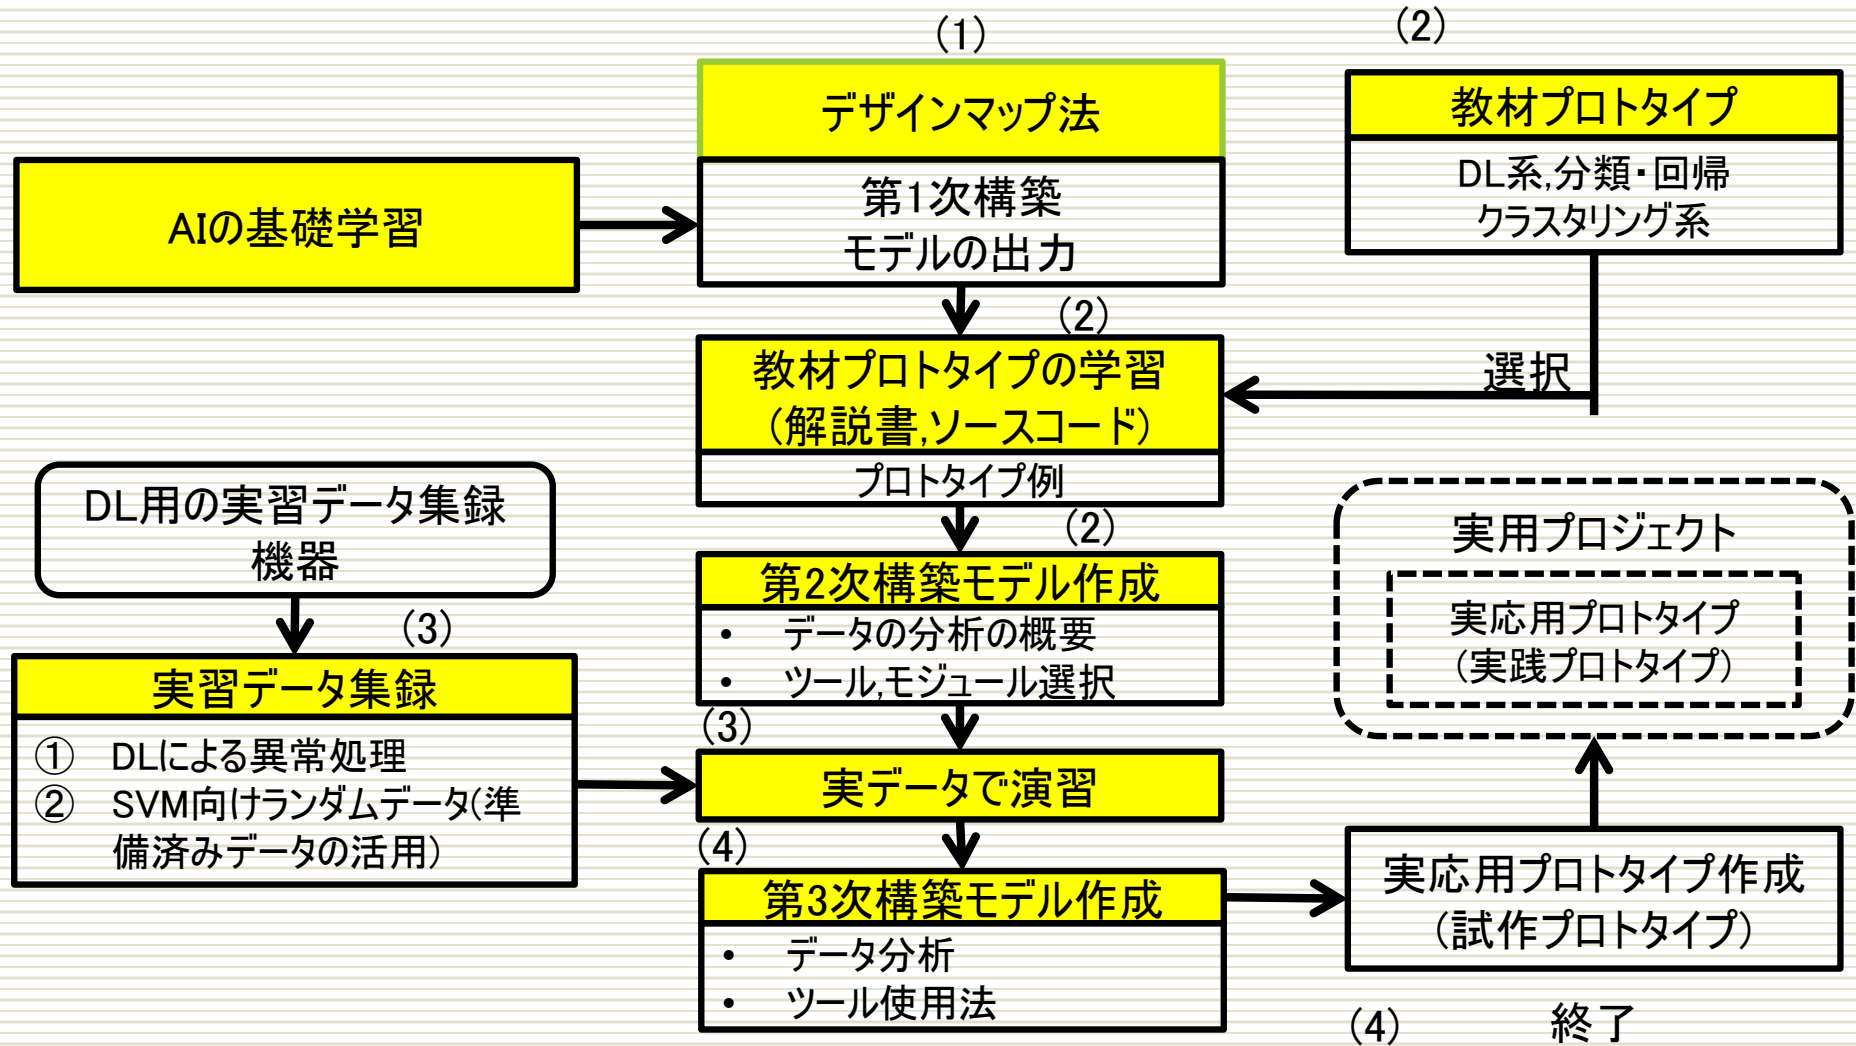 (1)
デザインマップ法
第1次構築
モデルの出力
(2)
教材プロトタイプ
DL系,分類・回帰
クラスタリング系
AIの基礎学習
(2)
選択
教材プロトタイプの学習
(解説書,ソースコード)
プロトタイプ例
DL用の実習データ集録
機器
(2)
第2次構築モデル作成
• データの分析の概要
• ツール,モジュール選択
実用プロジェクト
実応用プロトタイプ
(実践プロトタイプ)
(3)
実習データ集録
① DLによる異常処理
② SVM向けランダムデータ(準
備済みデータの活用)
(3)
実データで演習
(4)
第3次構築モデル作成
• データ分析
• ツール使用法
実応用プロトタイプ作成
(試作プロトタイプ)
(4) 終了